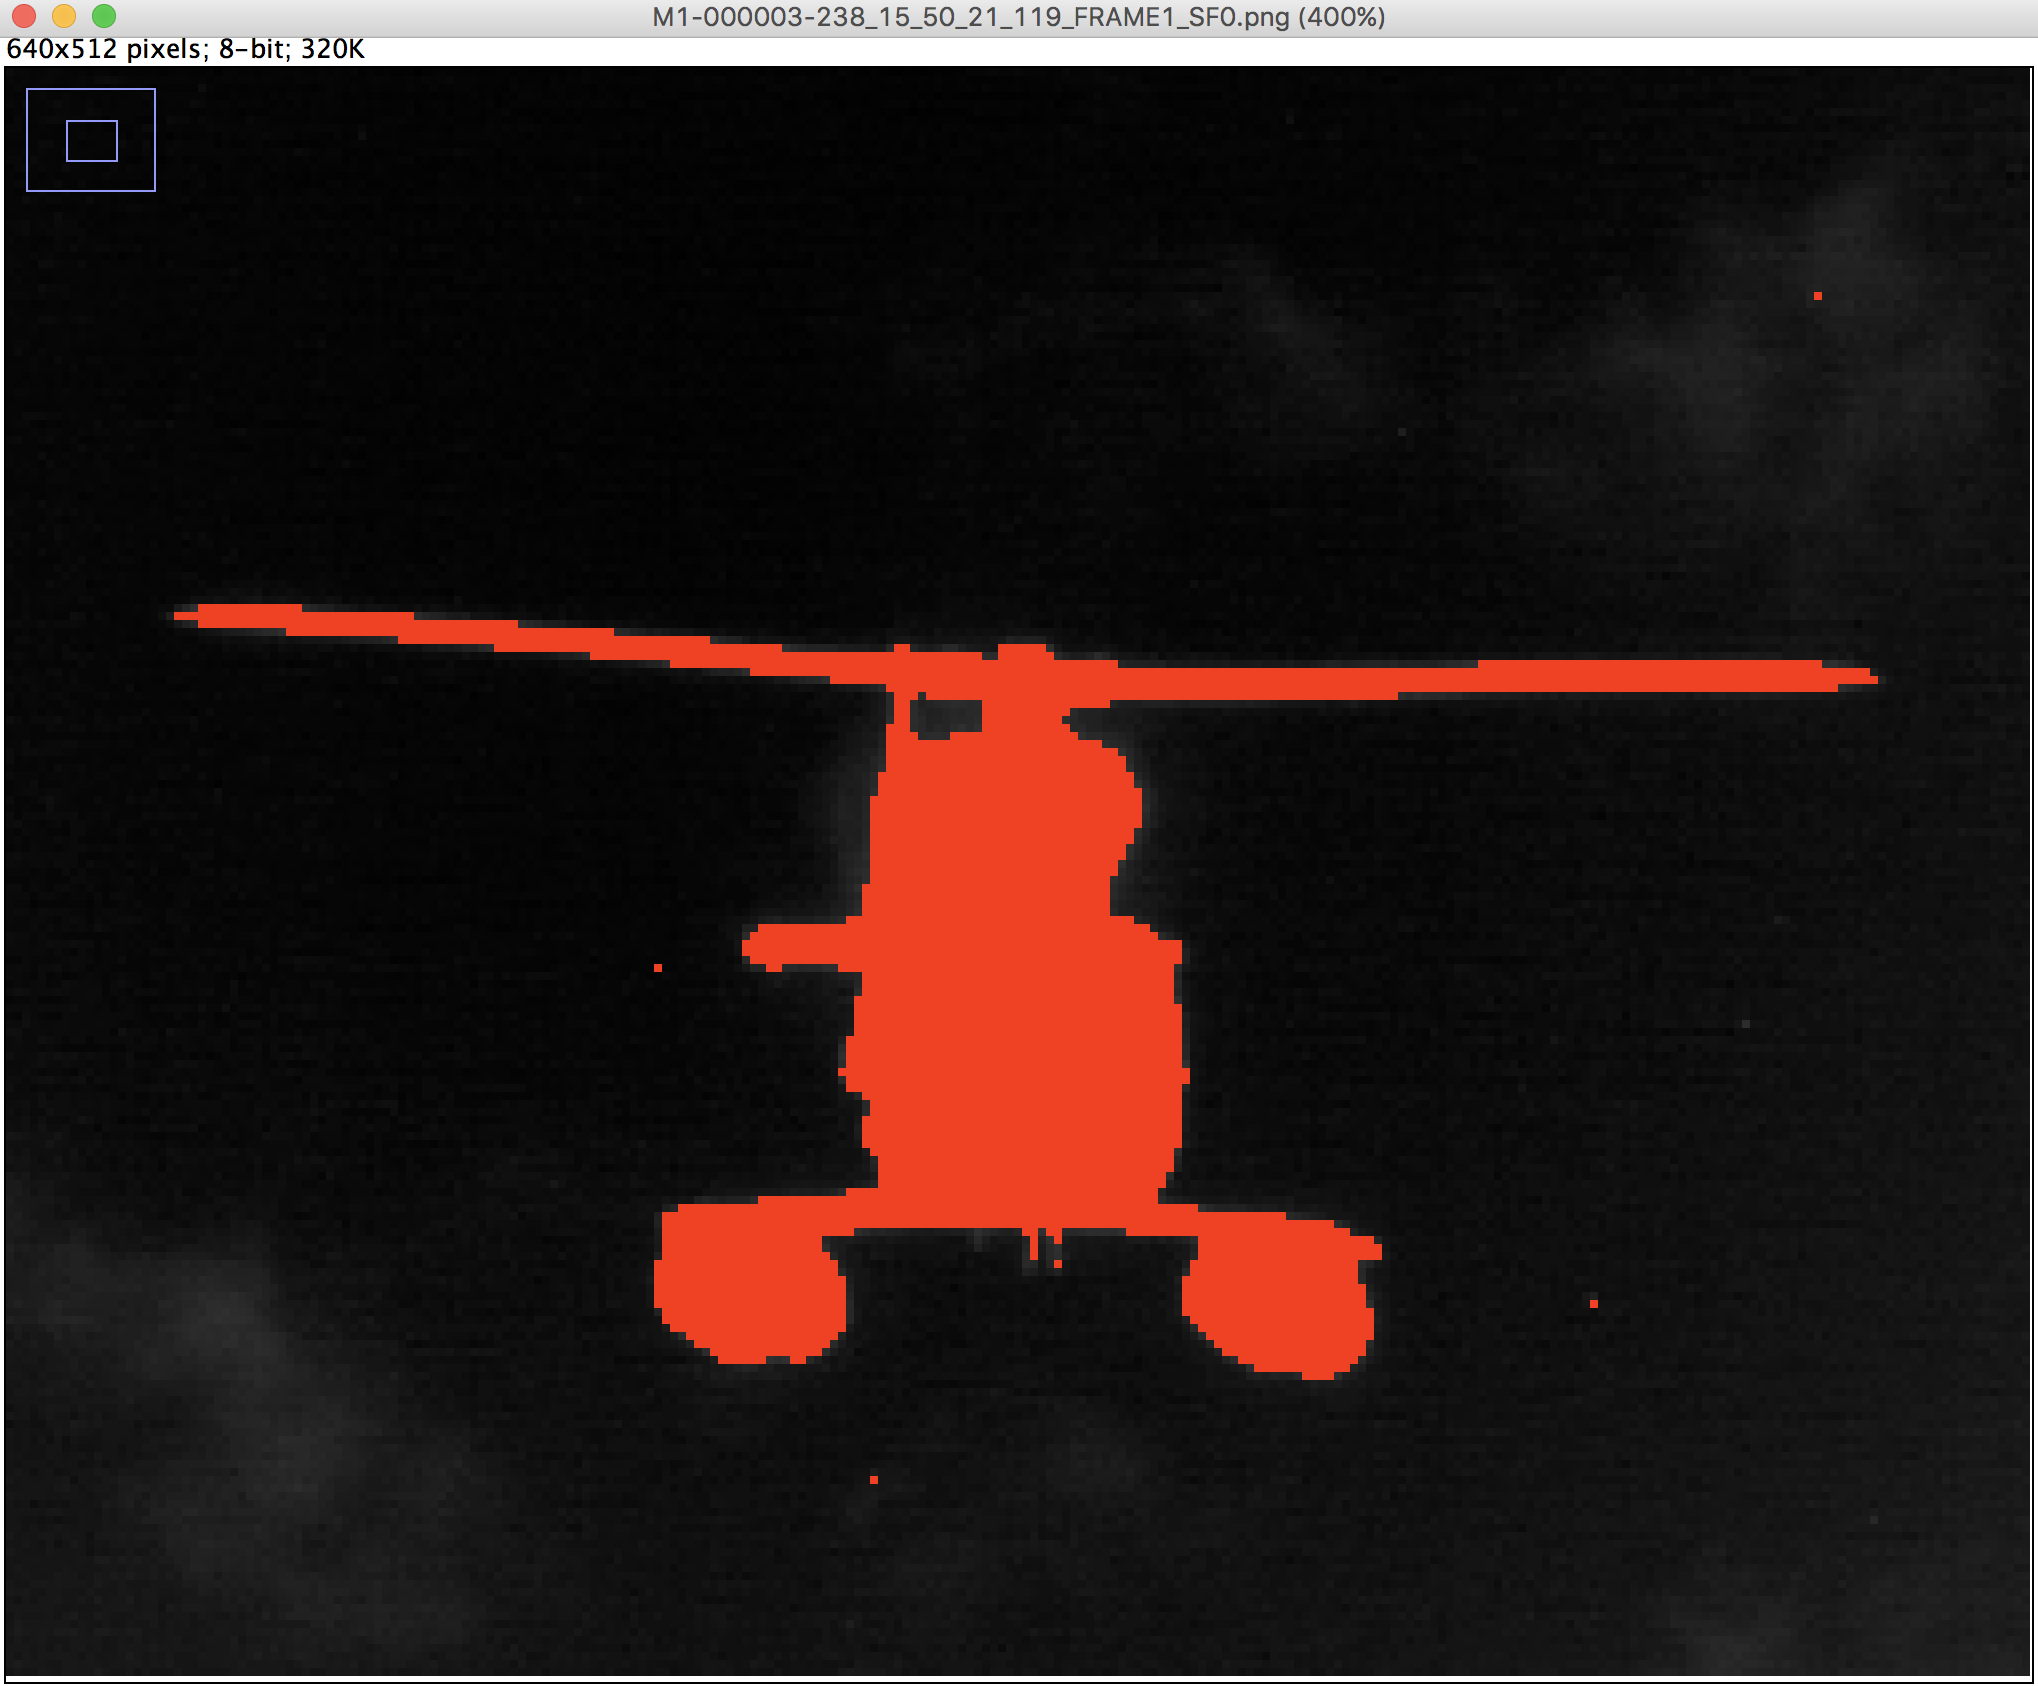 M1-000003-238_15_50_21_119_FRAME1_SF0.png (400%)
640x512 pixels; 8-bit; 320K